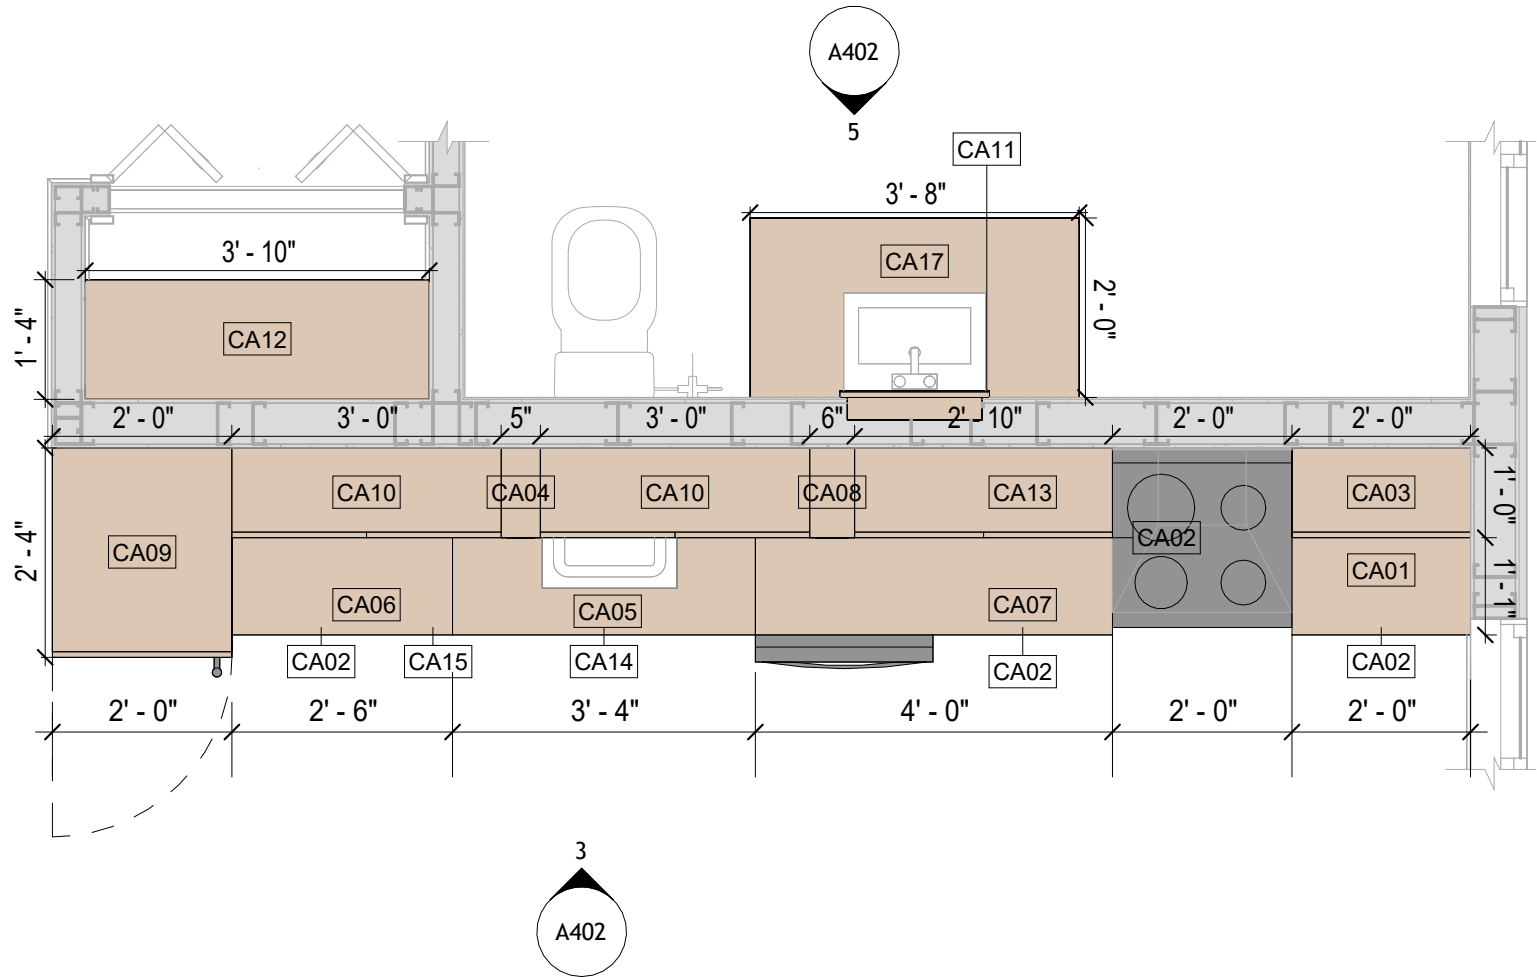 A402
5
CA11
3' - 8"
CA17
2' - 0"
3' - 10"
1' - 4"
CA12
2' - 0"
3' - 0"
5"
3' - 0"
6"
2' - 10"
2' - 0"
2' - 0"
CA10
CA04
CA10
CA08
CA13
CA03
1' - 0"
CA09
2' - 4"
CA02
CA01
1' - 1"
CA06
CA05
CA07
CA02
CA15
CA14
CA02
CA02
2' - 0"
2' - 6"
3' - 4"
4' - 0"
2' - 0"
2' - 0"
3
A402